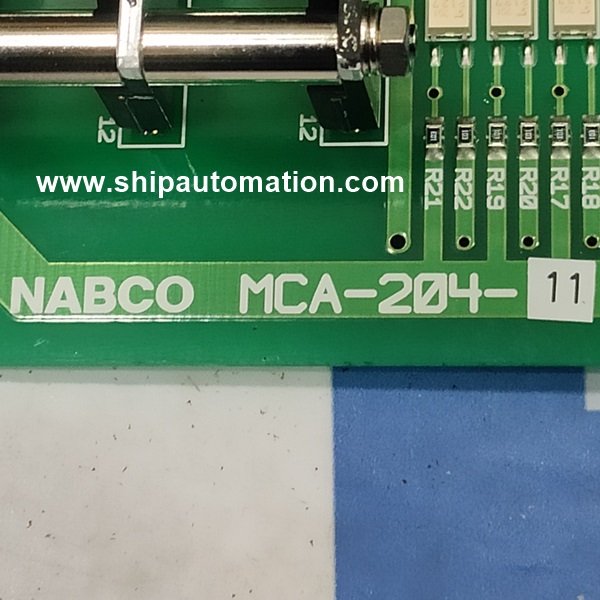 12
12
www.shipautomation.com
R21
R22
R19
R20
R17
R18
NABCO MCA-204-11